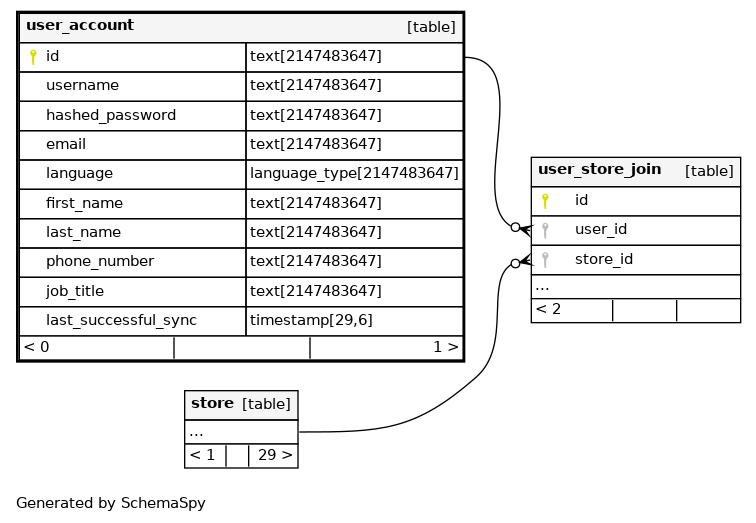 user_account [table]
id text[2147483647]
username text[2147483647]
hashed_password text[2147483647]
email text[2147483647]
language language_type[2147483647]
first_name text[2147483647]
last_name text[2147483647]
phone_number text[2147483647]
job_title text[2147483647]
last_successful_sync timestamp[29,6]
< 0 1 >
user_store_join [table]
id
user_id
store_id
...
< 2
store [table]
...
< 1 29 >
Generated by SchemaSpy